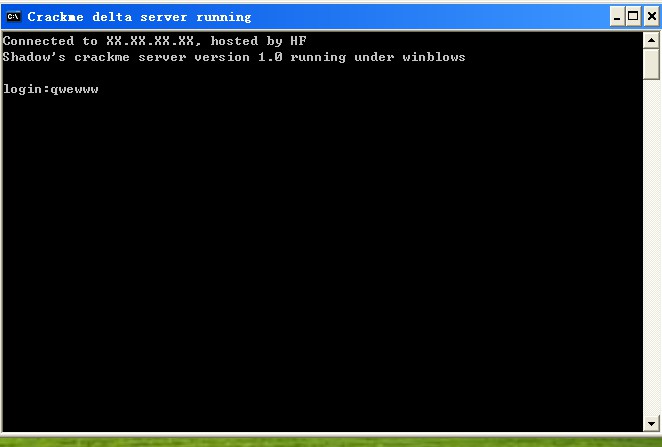 C:\ Crackme delta server running
Connected to XX.XX.XX.XX, hosted by HF
Shadow's crackme server version 1.0 running under winblows
login:qwewww